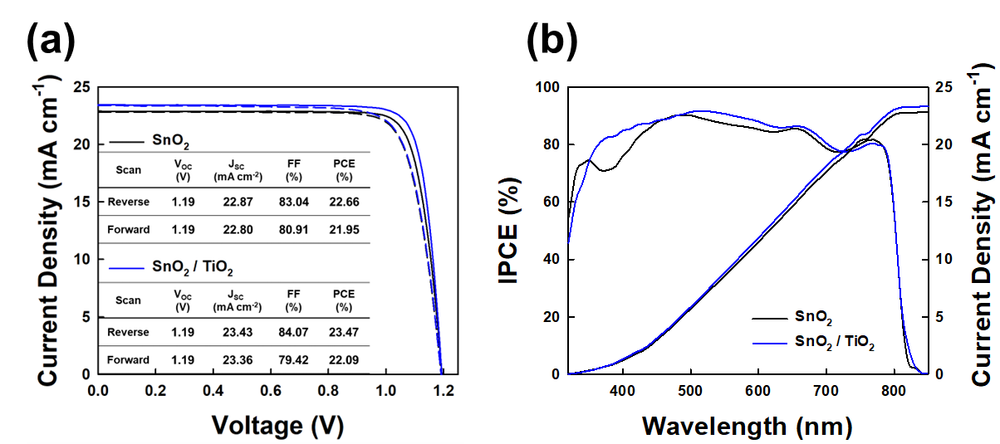 (a)
Current Density (mA cm⁻¹)
25
20
15
10
5
0
SnO₂
Scan V_OC (V) J_SC (mA cm⁻²) FF (%) PCE (%)
Reverse 1.19 22.87 83.04 22.66
Forward 1.19 22.80 80.91 21.95
SnO₂ / TiO₂
Scan V_OC (V) J_SC (mA cm⁻²) FF (%) PCE (%)
Reverse 1.19 23.43 84.07 23.47
Forward 1.19 23.36 79.42 22.09
0.0 0.2 0.4 0.6 0.8 1.0 1.2
Voltage (V)
(b)
IPCE (%)
100
80
60
40
20
0
SnO₂
SnO₂ / TiO₂
25
20
15
10
5
0
Current Density (mA cm⁻¹)
400 500 600 700 800
Wavelength (nm)